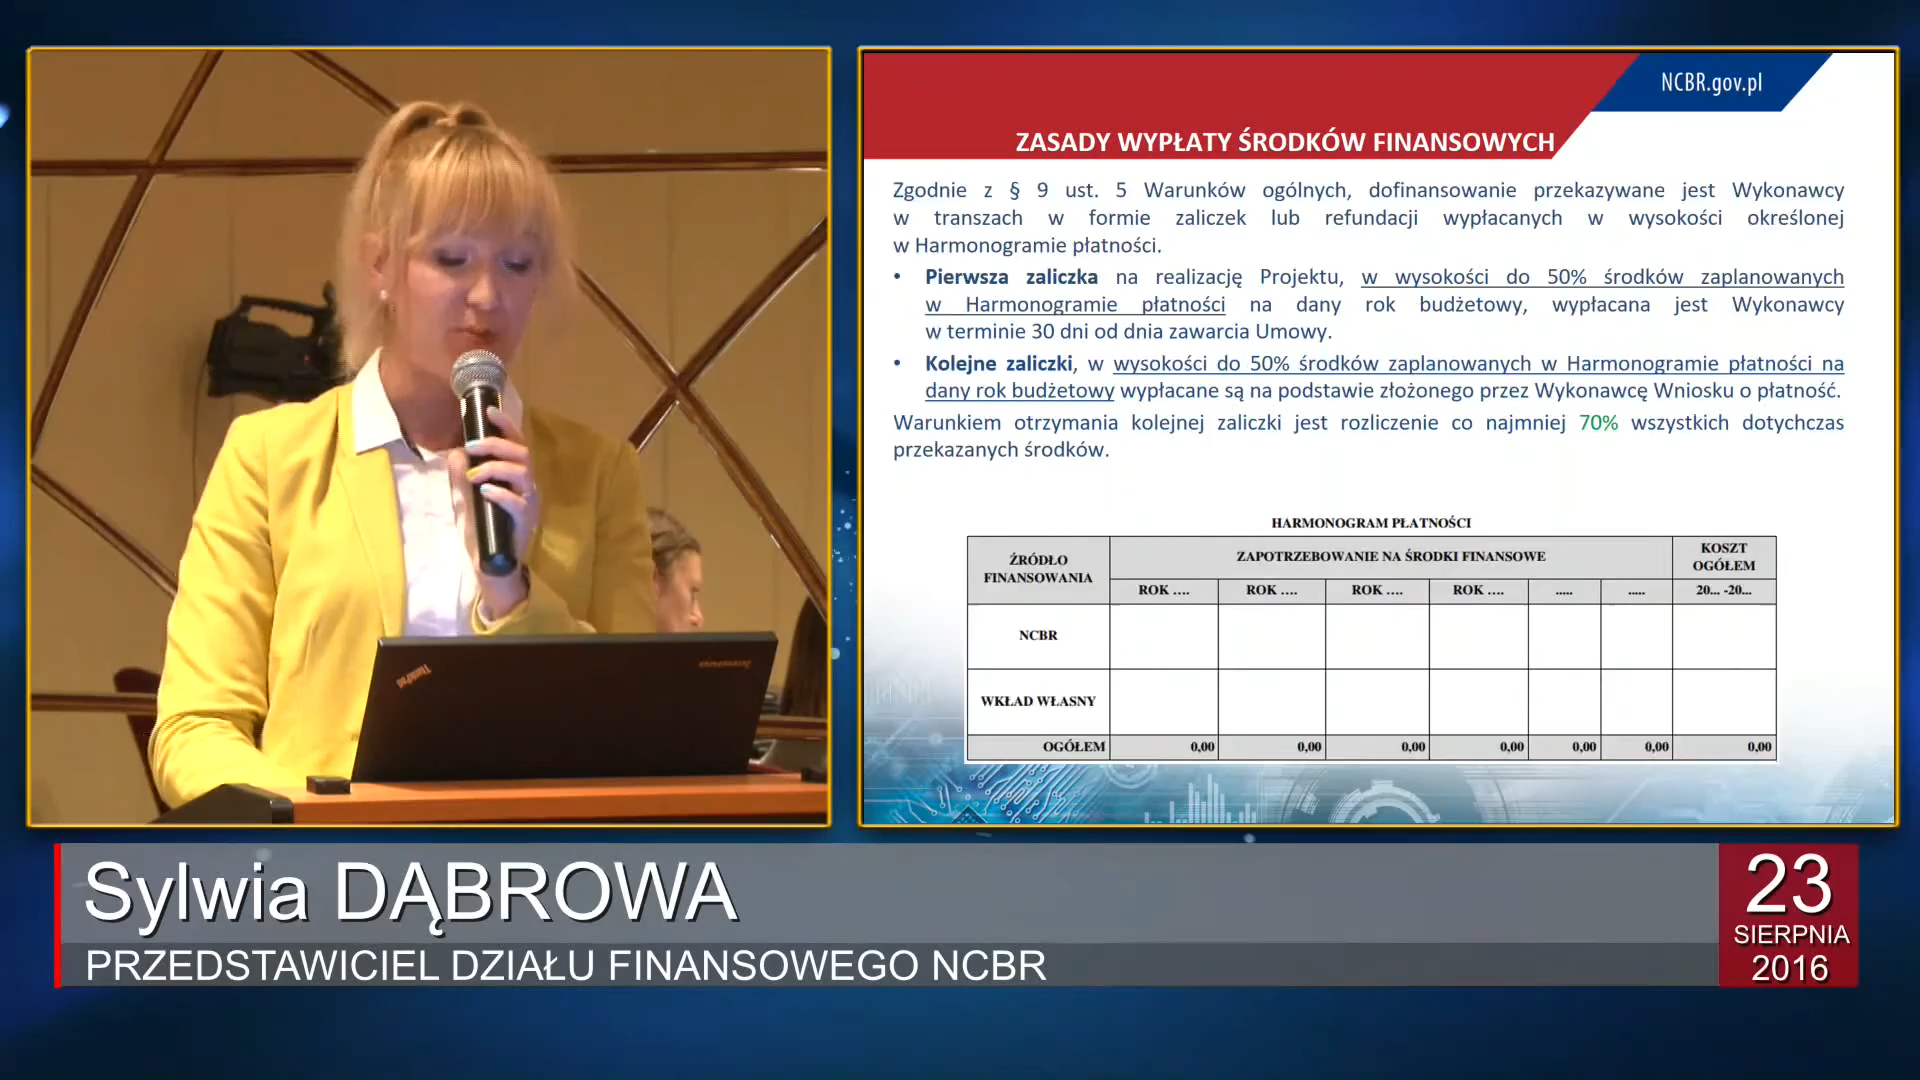 NCBR.gov.pl
ZASADY WYPŁATY ŚRODKÓW FINANSOWYCH
Zgodnie z § 9 ust. 5 Warunków ogólnych, dofinansowanie przekazywane jest Wykonawcy
w transzach w formie zaliczek lub refundacji wypłacanych w wysokości określonej
w Harmonogramie płatności.
• Pierwsza zaliczka na realizację Projektu, w wysokości do 50% środków zaplanowanych
w Harmonogramie płatności na dany rok budżetowy, wypłacana jest Wykonawcy
w terminie 30 dni od dnia zawarcia Umowy.
• Kolejne zaliczki, w wysokości do 50% środków zaplanowanych w Harmonogramie płatności na
dany rok budżetowy wypłacane są na podstawie złożonego przez Wykonawcę Wniosku o płatność.
Warunkiem otrzymania kolejnej zaliczki jest rozliczenie co najmniej 70% wszystkich dotychczas
przekazanych środków.
HARMONOGRAM PŁATNOŚCI
ŹRÓDŁO
FINANSOWANIA
ZAPOTRZEBOWANIE NA ŚRODKI FINANSOWE
KOSZT
OGÓŁEM
ROK .... ROK .... ROK .... ROK .... ..... ..... 20... -20...
NCBR
WKŁAD WŁASNY
OGÓŁEM 0,00 0,00 0,00 0,00 0,00 0,00 0,00
ThinkPad
lenovo
Sylwia DĄBROWA
PRZEDSTAWICIEL DZIAŁU FINANSOWEGO NCBR
23
SIERPNIA
2016